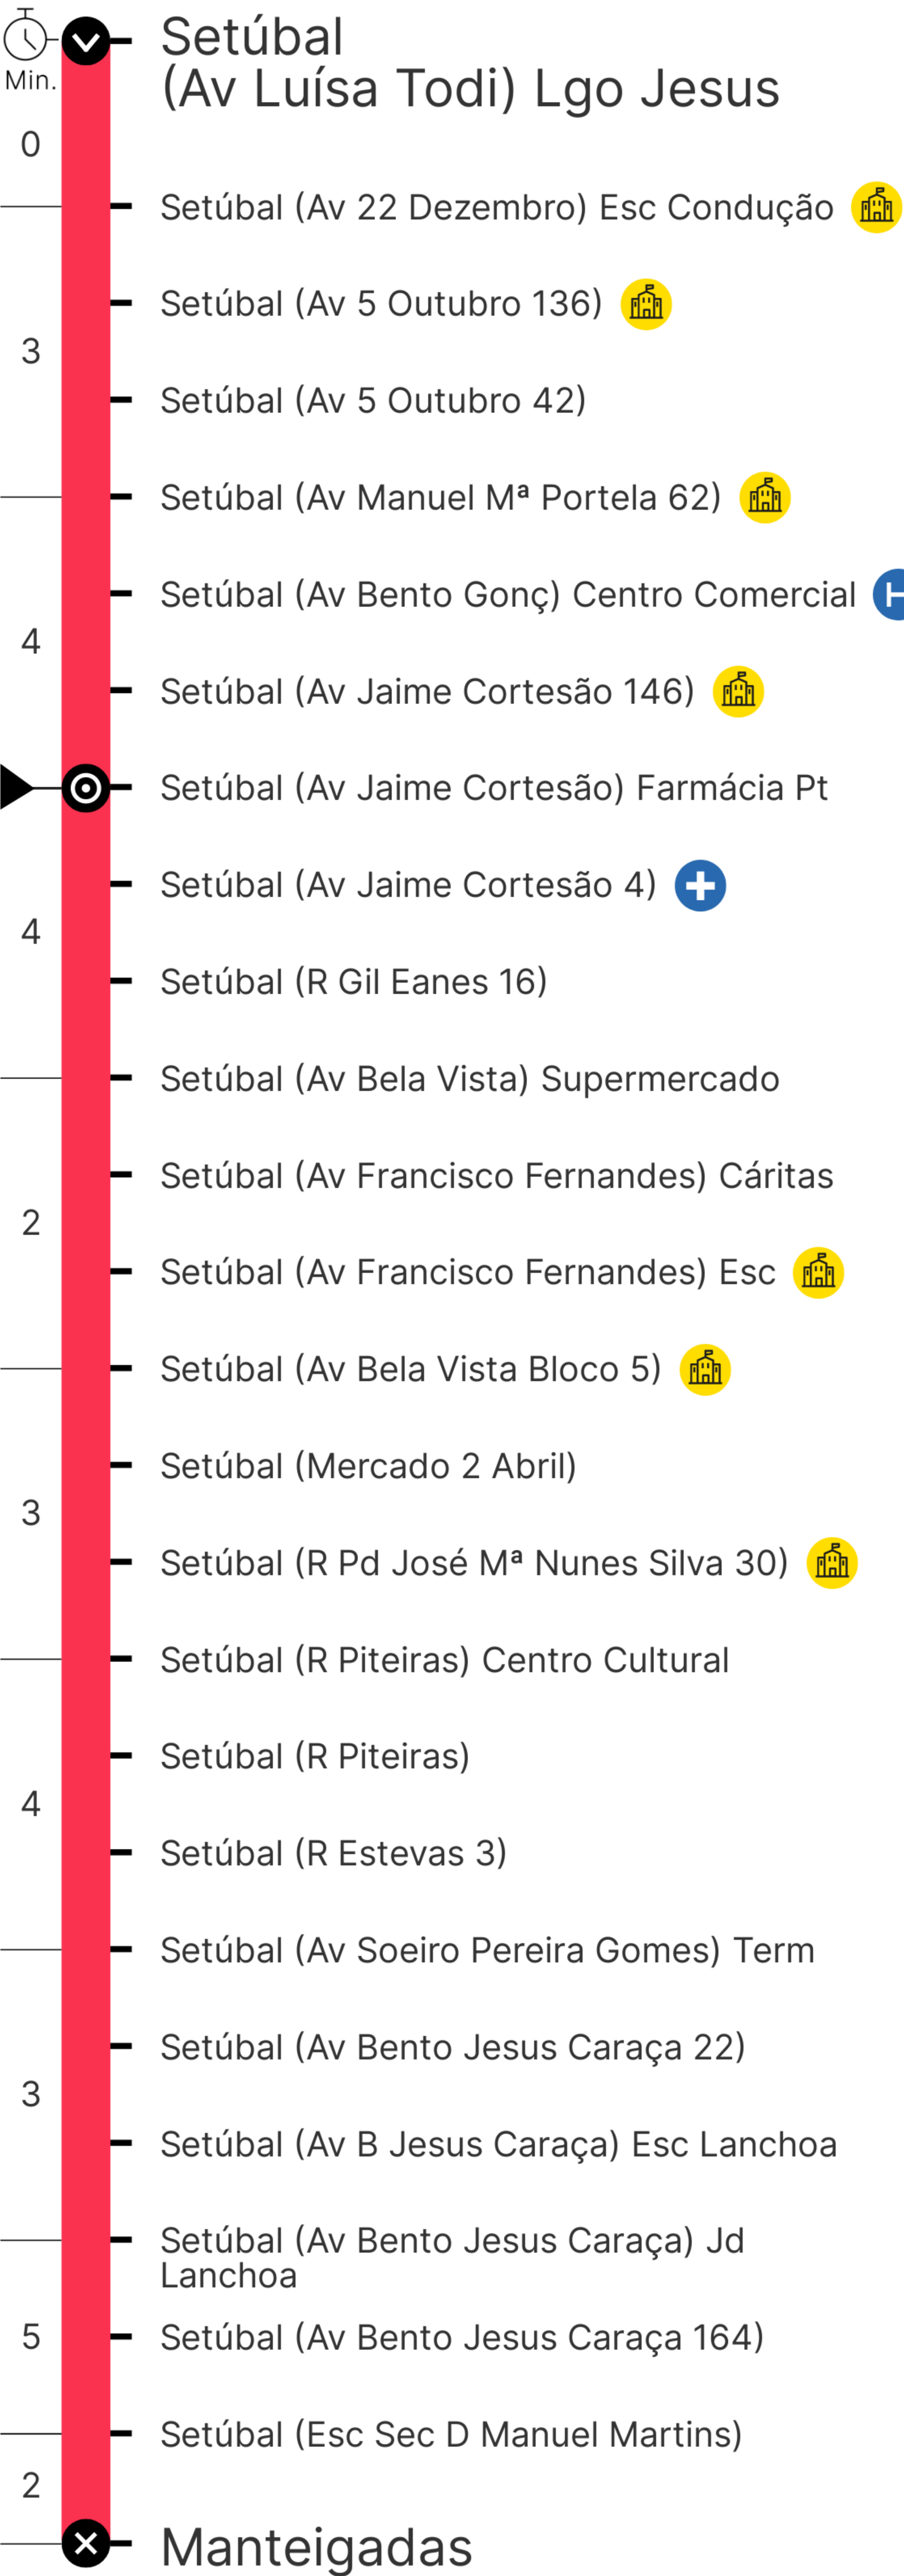 Setúbal
(Av Luísa Todi) Lgo Jesus
Min.
0
Setúbal (Av 22 Dezembro) Esc Condução
Setúbal (Av 5 Outubro 136)
3
Setúbal (Av 5 Outubro 42)
Setúbal (Av Manuel Mª Portela 62)
Setúbal (Av Bento Gonç) Centro Comercial H
4
Setúbal (Av Jaime Cortesão 146)
Setúbal (Av Jaime Cortesão) Farmácia Pt
Setúbal (Av Jaime Cortesão 4)
4
Setúbal (R Gil Eanes 16)
Setúbal (Av Bela Vista) Supermercado
Setúbal (Av Francisco Fernandes) Cáritas
2
Setúbal (Av Francisco Fernandes) Esc
Setúbal (Av Bela Vista Bloco 5)
Setúbal (Mercado 2 Abril)
3
Setúbal (R Pd José Mª Nunes Silva 30)
Setúbal (R Piteiras) Centro Cultural
Setúbal (R Piteiras)
4
Setúbal (R Estevas 3)
Setúbal (Av Soeiro Pereira Gomes) Term
Setúbal (Av Bento Jesus Caraça 22)
3
Setúbal (Av B Jesus Caraça) Esc Lanchoa
Setúbal (Av Bento Jesus Caraça) Jd
Lanchoa
5
Setúbal (Av Bento Jesus Caraça 164)
Setúbal (Esc Sec D Manuel Martins)
2
Manteigadas